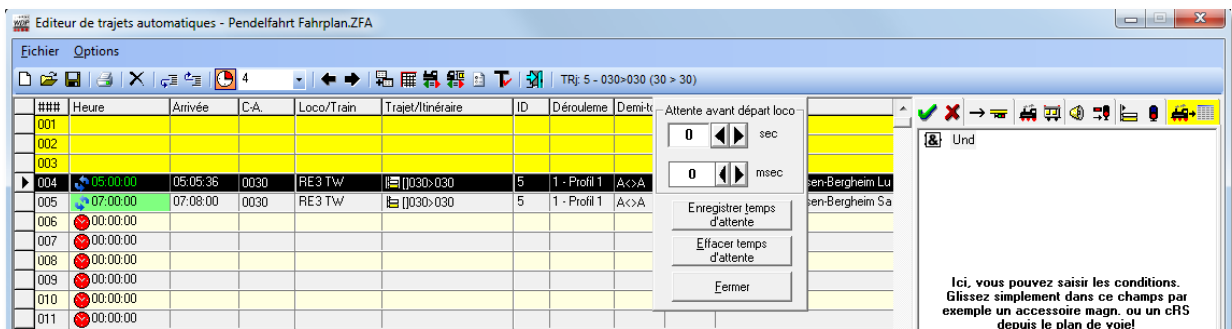 Editeur de trajets automatiques - Pendelfahrt Fahrplan.ZFA
Fichier Options
4 TRj: 5 - 030>030 (30 > 30)
### Heure Arrivée C-A. Loco/Train Trajet/Itinéraire ID Dérouleme
001
002
003
004 05:00:00 05:05:36 0030 RE3 TW []030>030 5 1 - Profil 1 A<>A sen-Bergheim Lu
005 07:00:00 07:08:00 0030 RE3 TW []030>030 5 1 - Profil 1 A<>A sen-Bergheim Sa
006 00:00:00
007 00:00:00
008 00:00:00
009 00:00:00
010 00:00:00
011 00:00:00
Attente avant départ loco
0 sec
0 msec
Enregistrer temps
d'attente
Effacer temps
d'attente
Fermer
& Und
Ici, vous pouvez saisir les conditions.
Glissez simplement dans ce champs par
exemple un accessoire magn. ou un cRS
depuis le plan de voie!